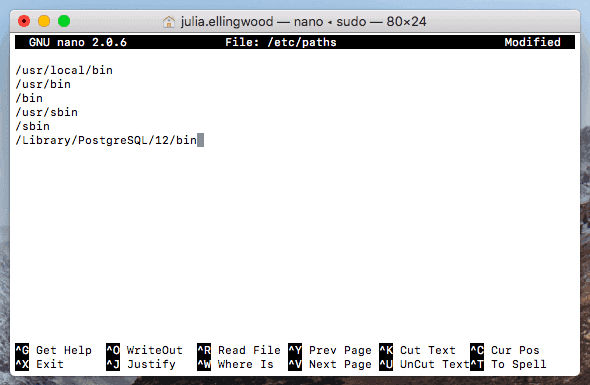 julia.ellingwood — nano ◂ sudo — 80×24
GNU nano 2.0.6 File: /etc/paths Modified
/usr/local/bin
/usr/bin
/bin
/usr/sbin
/sbin
/Library/PostgreSQL/12/bin
^G Get Help ^O WriteOut ^R Read File ^Y Prev Page ^K Cut Text ^C Cur Pos
^X Exit ^J Justify ^W Where Is ^V Next Page ^U UnCut Text ^T To Spell